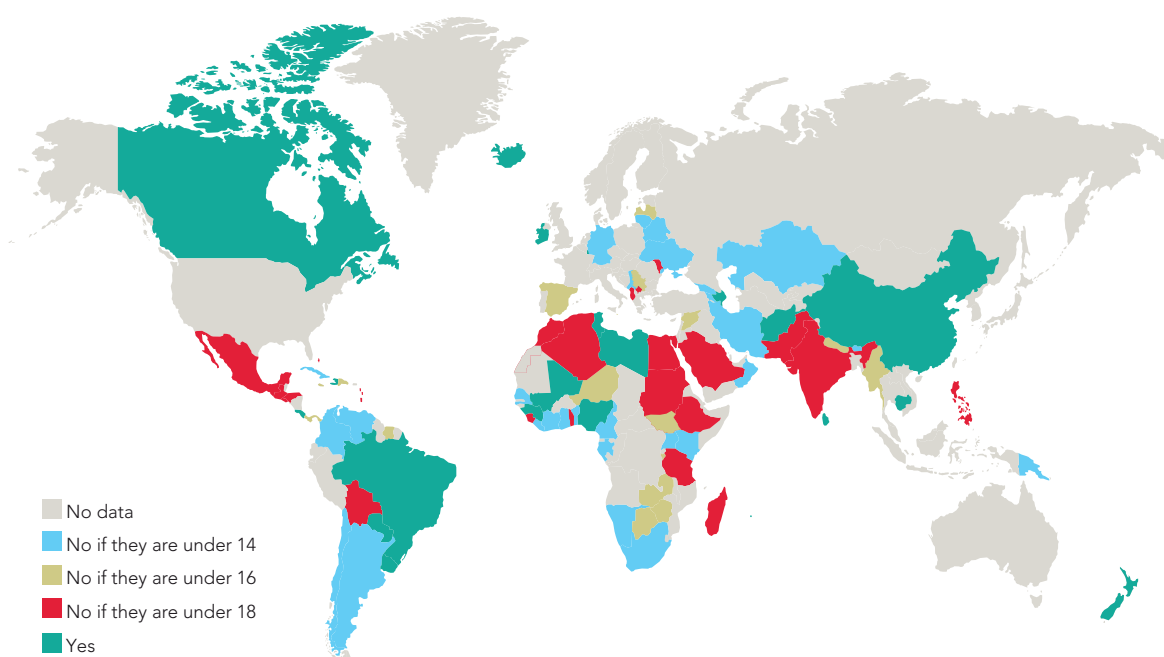 No data
No if they are under 14
No if they are under 16
No if they are under 18
Yes